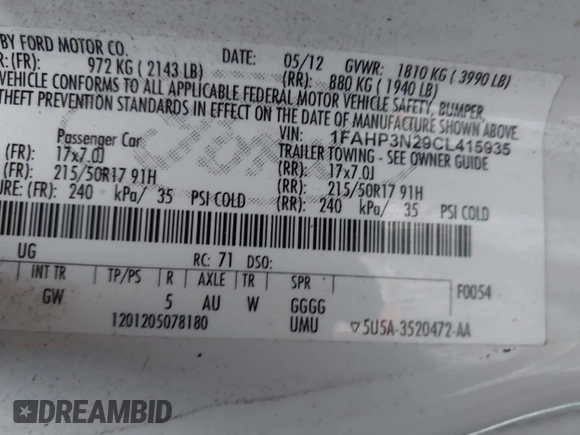 BY FORD MOTOR CO. DATE: 05/12 GVWR: 1810 KG ( 3990 LB)
R: (FR): 972 KG ( 2143 LB) (RR): 880 KG ( 1940 LB)
VEHICLE CONFORMS TO ALL APPLICABLE FEDERAL MOTOR VEHICLE SAFETY, BUMPER,
THEFT PREVENTION STANDARDS IN EFFECT ON THE DATE OF MANUFACTURE SHOWN ABOVE.
VIN: 1FAHP3N29CL415935
Passenger Car TRAILER TOWING - SEE OWNER GUIDE
(FR): 17x7.0J (RR): 17x7.0J
(FR): 215/50R17 91H (RR): 215/50R17 91H
URE: (FR): 240 kPa/ 35 PSI COLD (RR): 240 kPa/ 35 PSI COLD
UG RC: 71 DSO:
INT TR TP/PS R AXLE TR SPR F0054
GW 5 AU W GGGG
1201205078180 UMU ▽5U5A-3520472-AA
DREAMBID